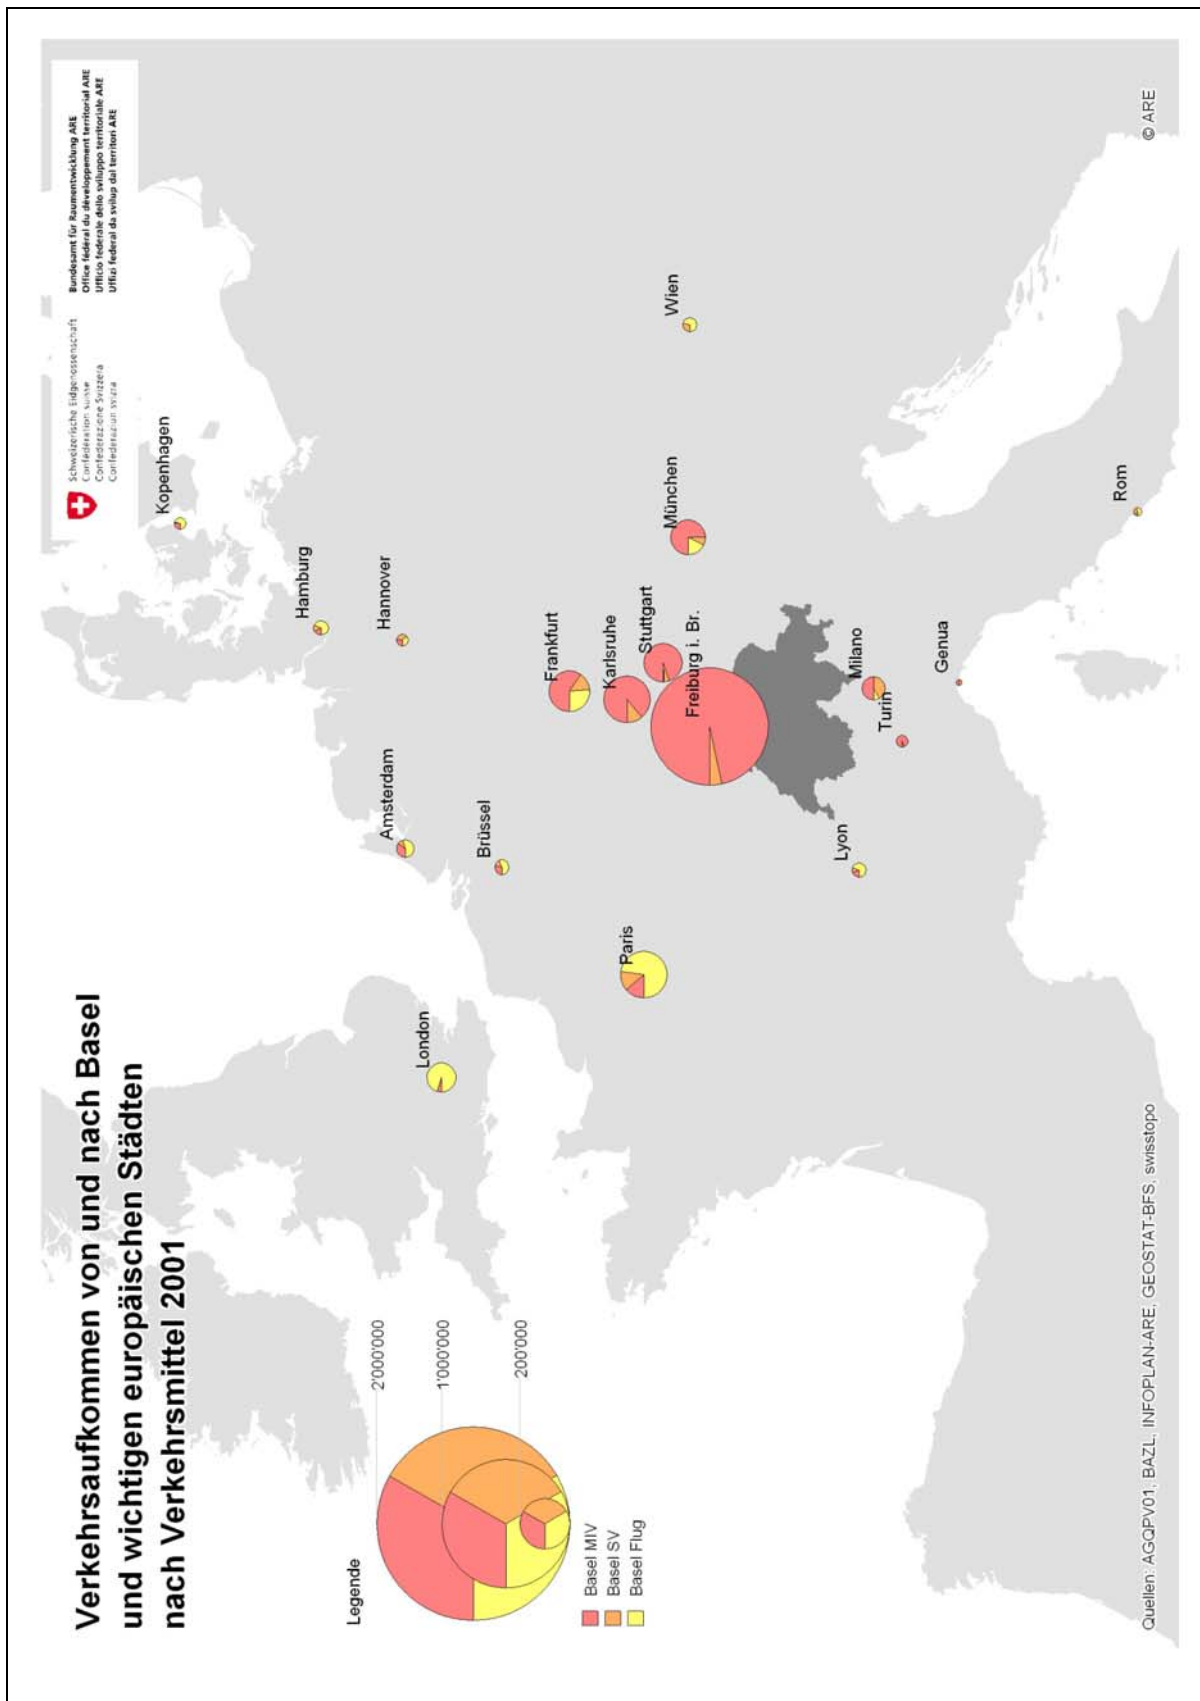 Verkehrsaufkommen von und nach Basel
und wichtigen europäischen Städten
nach Verkehrsmittel 2001
Schweizerische Eidgenossenschaft
Confédération suisse
Confederazione Svizzera
Confederaziun svizra
Bundesamt für Raumentwicklung ARE
Office fédéral du développement territorial ARE
Ufficio federale dello sviluppo territoriale ARE
Uffizi federal da svilup dal territori ARE
Legende
2'000'000
1'000'000
200'000
Basel MIV
Basel SV
Basel Flug
Kopenhagen
Hamburg
Hannover
Amsterdam
Brüssel
London
Paris
Frankfurt
Karlsruhe
Stuttgart
Freiburg i. Br.
München
Wien
Lyon
Milano
Turin
Genua
Rom
Quellen: AGQPV01, BAZL, INFOPLAN-ARE, GEOSTAT-BFS, swisstopo
© ARE